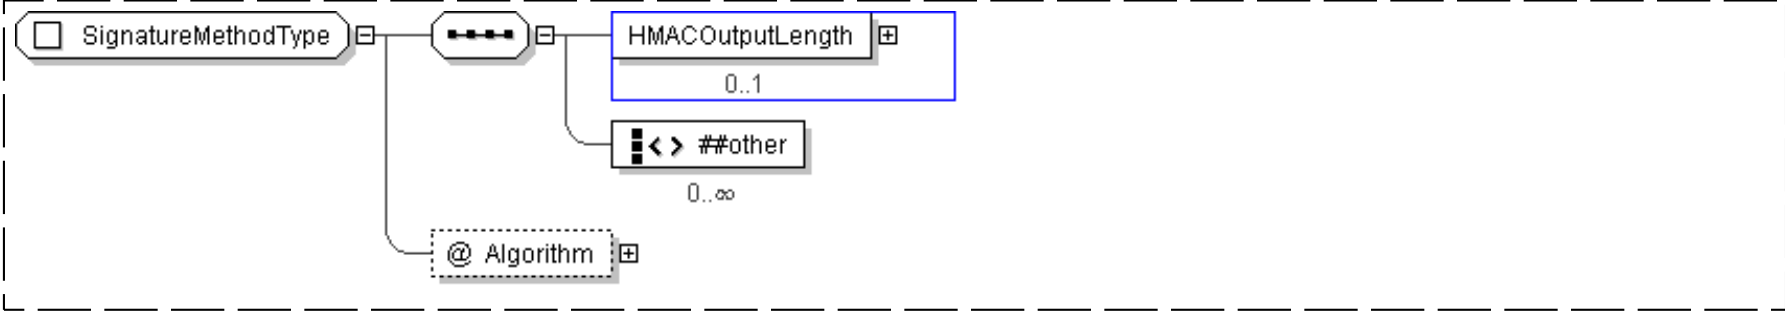 SignatureMethodType
HMACOutputLength
0..1
##other
0..∞
@ Algorithm